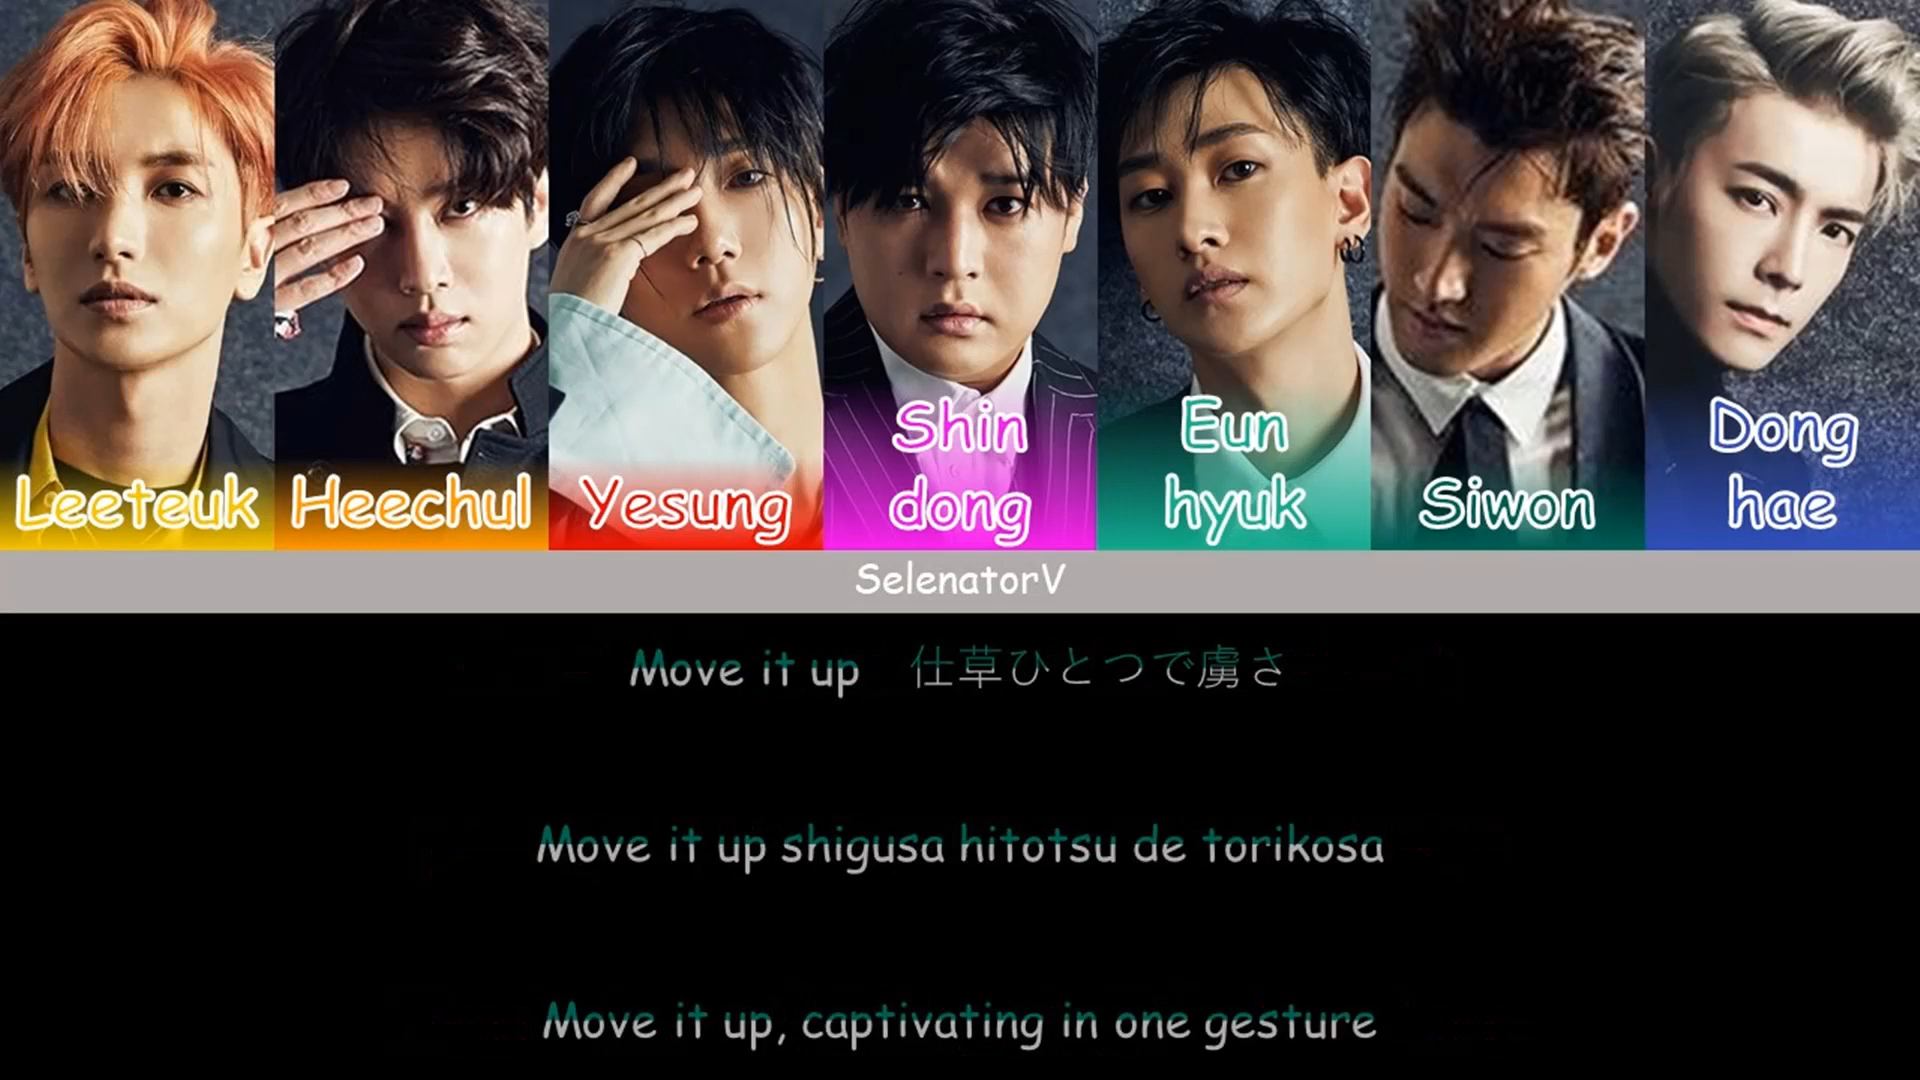 Leeteuk
Heechul
Yesung
Shin
dong
Eun
hyuk
Siwon
Dong
hae
SelenatorV
Move it up 仕草ひとつで虜さ
Move it up shigusa hitotsu de torikosa
Move it up, captivating in one gesture